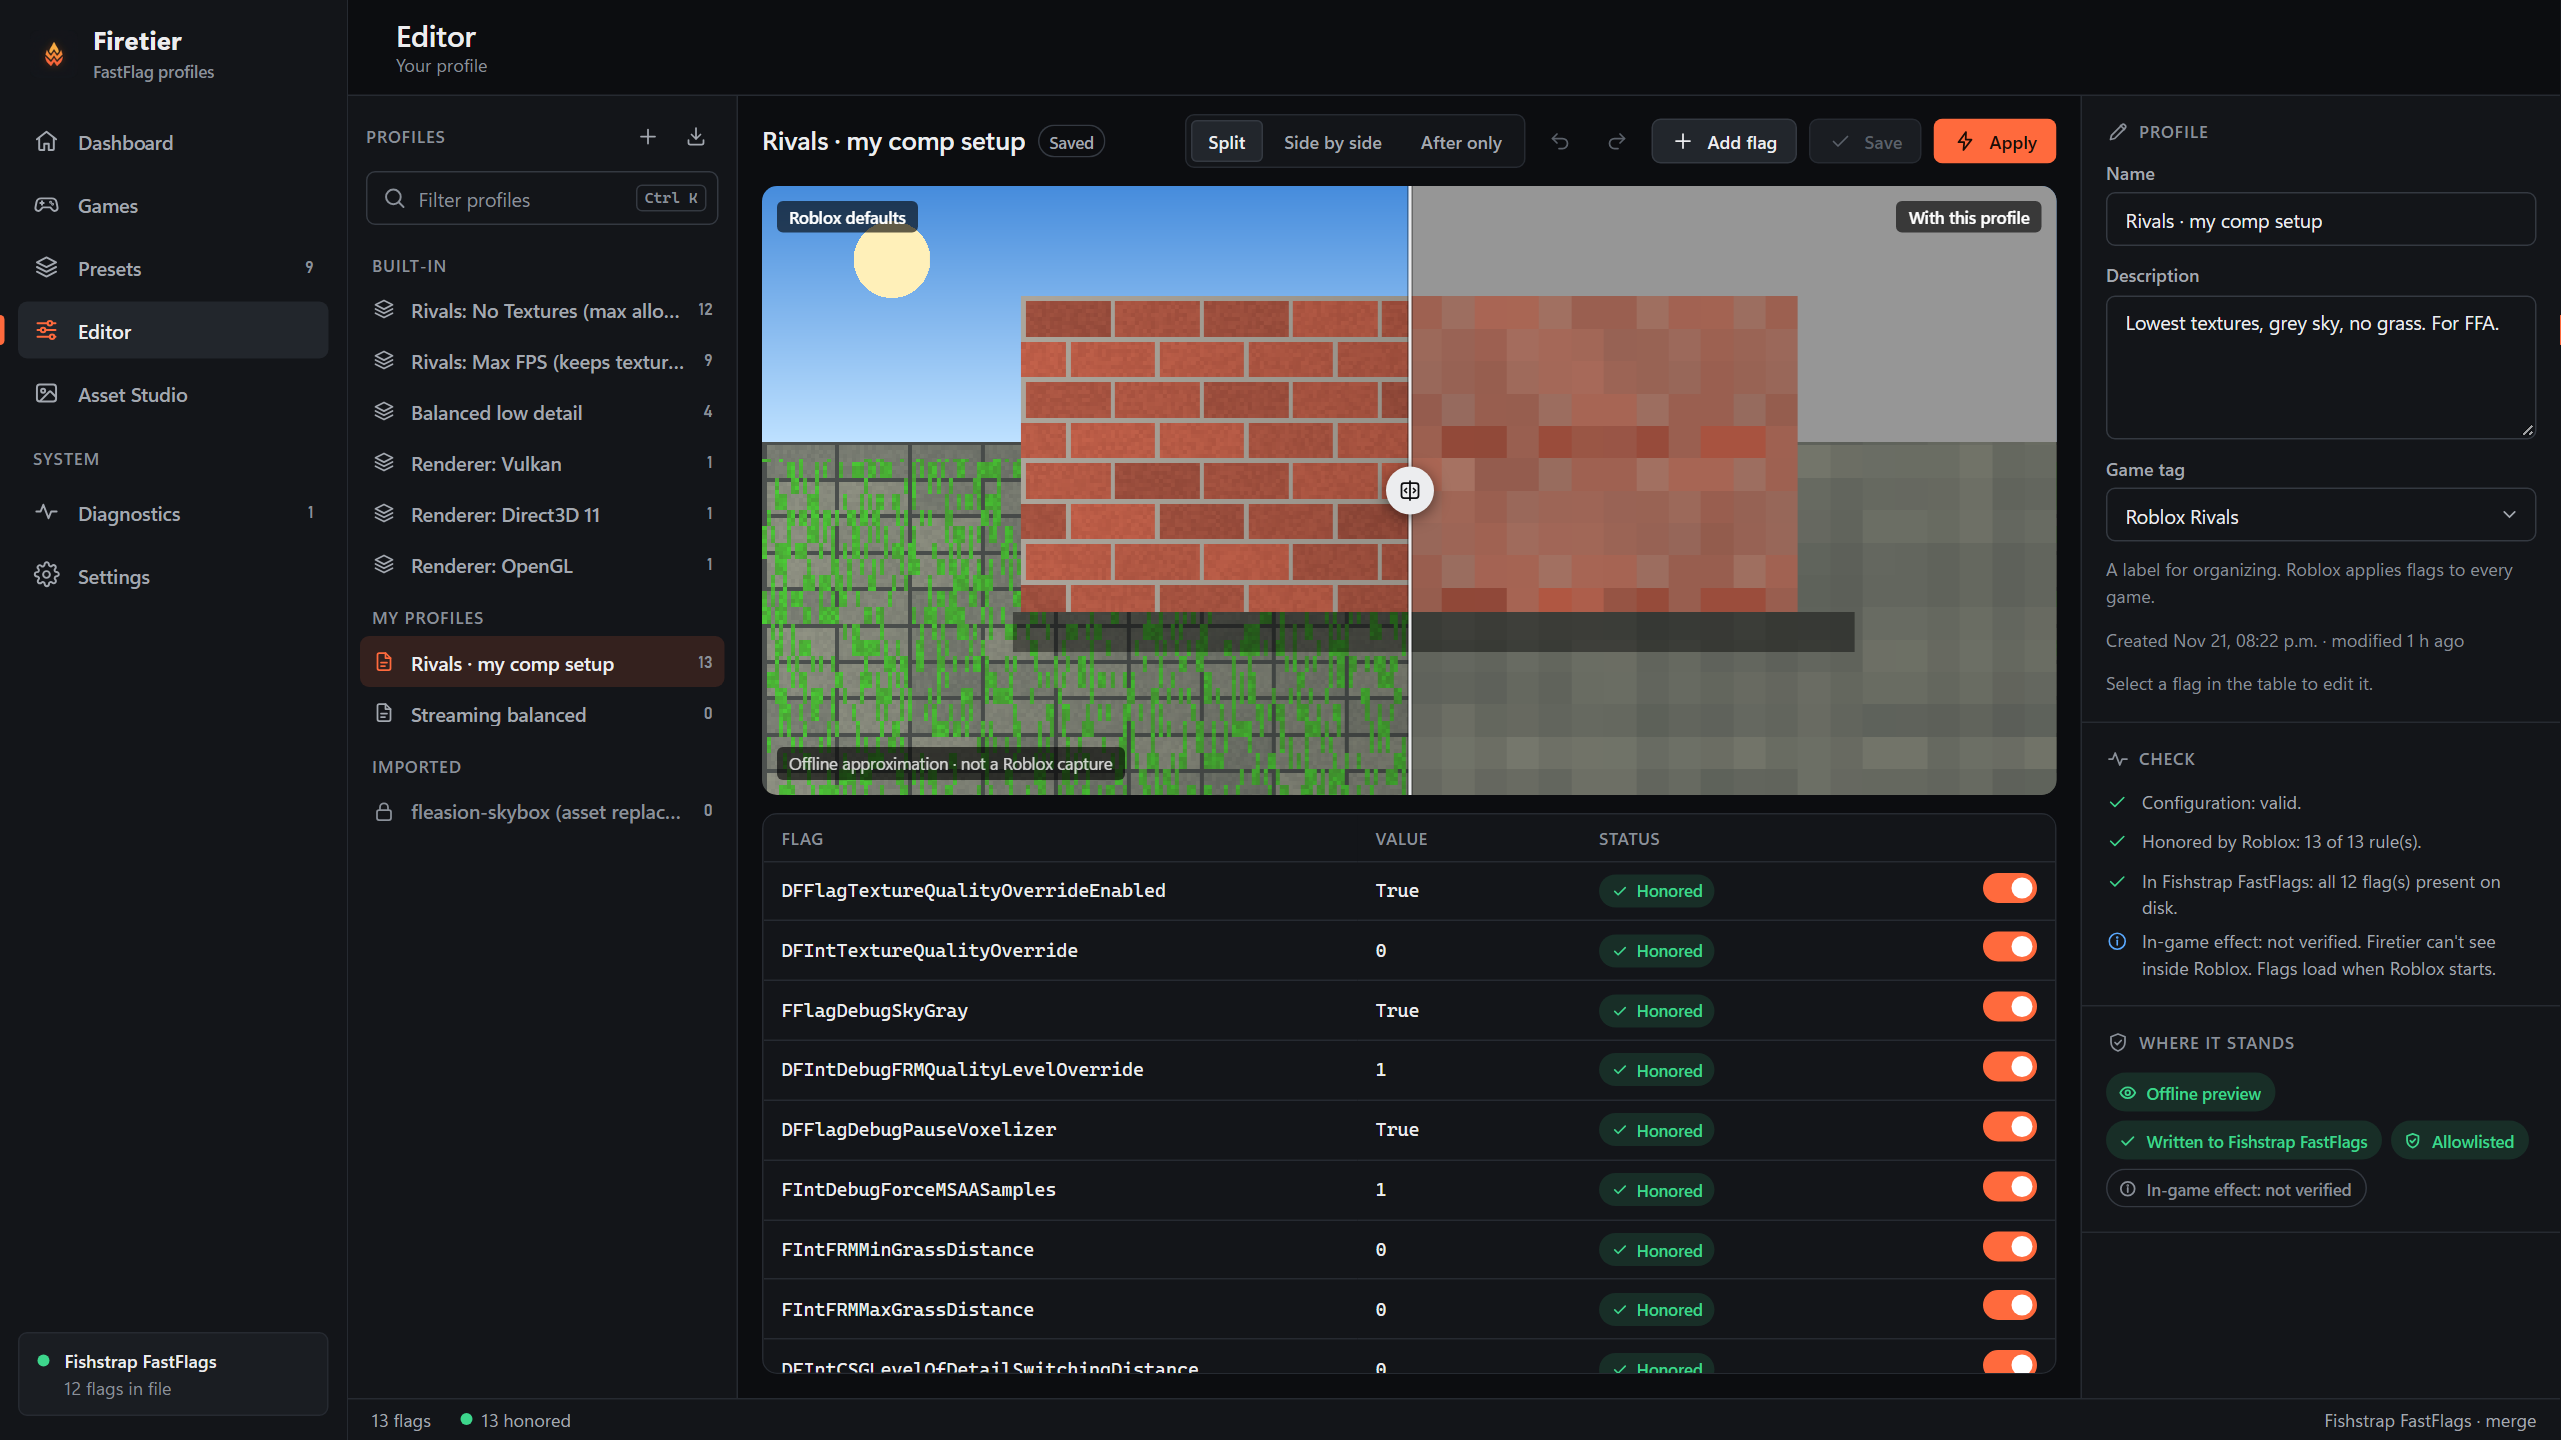 Firetier
FastFlag profiles
Dashboard
Games
Presets 9
Editor
Asset Studio
SYSTEM
Diagnostics 1
Settings
Fishstrap FastFlags
12 flags in file
Editor
Your profile
PROFILES
Filter profiles Ctrl K
BUILT-IN
Rivals: No Textures (max allo... 12
Rivals: Max FPS (keeps textur... 9
Balanced low detail 4
Renderer: Vulkan 1
Renderer: Direct3D 11 1
Renderer: OpenGL 1
MY PROFILES
Rivals · my comp setup 13
Streaming balanced 0
IMPORTED
fleasion-skybox (asset replac... 0
Rivals · my comp setup Saved Split Side by side After only Add flag Save Apply
Roblox defaults With this profile
Offline approximation · not a Roblox capture
FLAG VALUE STATUS
DFFlagTextureQualityOverrideEnabled True Honored
DFIntTextureQualityOverride 0 Honored
FFlagDebugSkyGray True Honored
DFIntDebugFRMQualityLevelOverride 1 Honored
DFFlagDebugPauseVoxelizer True Honored
FIntDebugForceMSAASamples 1 Honored
FIntFRMMinGrassDistance 0 Honored
FIntFRMMaxGrassDistance 0 Honored
DFIntCSGLevelOfDetailSwitchingDistance 0 Honored
PROFILE
Name
Rivals · my comp setup
Description
Lowest textures, grey sky, no grass. For FFA.
Game tag
Roblox Rivals
A label for organizing. Roblox applies flags to every
game.
Created Nov 21, 08:22 p.m. · modified 1 h ago
Select a flag in the table to edit it.
CHECK
Configuration: valid.
Honored by Roblox: 13 of 13 rule(s).
In Fishstrap FastFlags: all 12 flag(s) present on
disk.
In-game effect: not verified. Firetier can't see
inside Roblox. Flags load when Roblox starts.
WHERE IT STANDS
Offline preview
Written to Fishstrap FastFlags Allowlisted
In-game effect: not verified
13 flags 13 honored Fishstrap FastFlags · merge